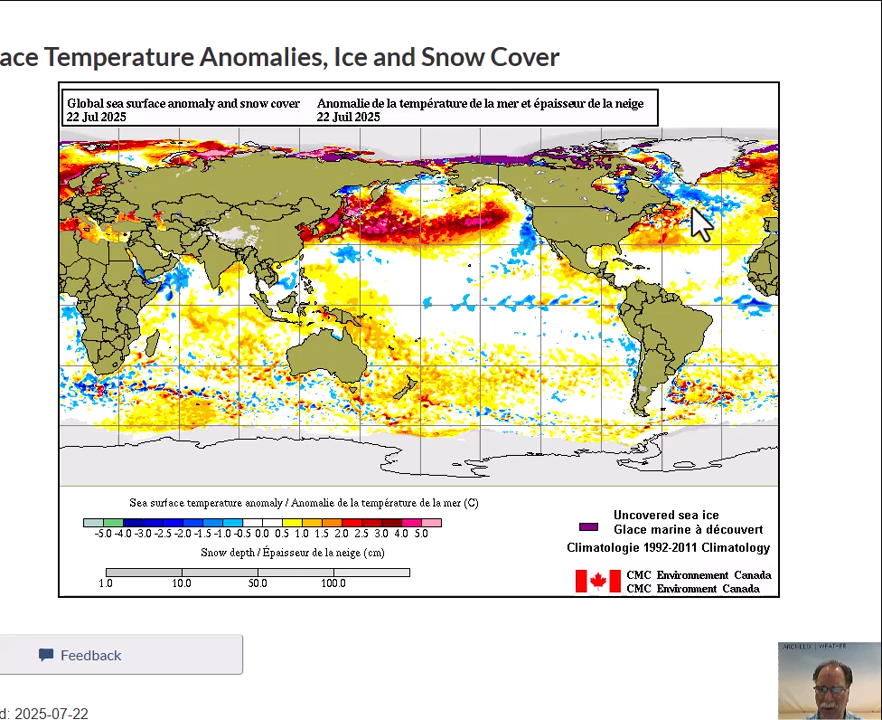 ace Temperature Anomalies, Ice and Snow Cover
Global sea surface anomaly and snow cover Anomalie de la température de la mer et épaisseur de la neige
22 Jul 2025 22 Juil 2025
Sea surface temperature anomaly / Anomalie de la température de la mer (C)
-5.0 -4.0 -3.0 -2.5 -2.0 -1.5 -1.0 -0.5 0.0 0.5 1.0 1.5 2.0 2.5 3.0 4.0 5.0
Snow depth / Épaisseur de la neige (cm)
1.0 10.0 50.0 100.0
Uncovered sea ice
Glace marine à découvert
Climatologie 1992-2011 Climatology
CMC Environnement Canada
CMC Environment Canada
Feedback
d: 2025-07-22
WEATHER